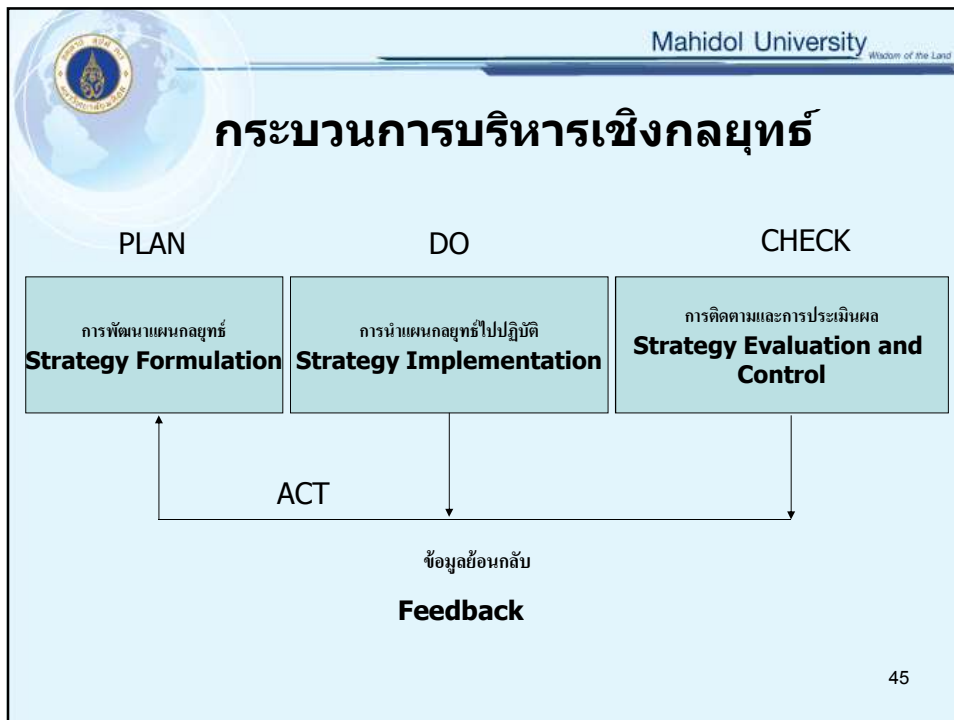 Mahidol University
Wisdom of the Land
กระบวนการบริหารเชิงกลยุทธ์
PLAN
DO
CHECK
การพัฒนาแผนกลยุทธ์
Strategy Formulation
การนำแผนกลยุทธ์ไปปฏิบัติ
Strategy Implementation
การติดตามและการประเมินผล
Strategy Evaluation and
Control
ACT
ข้อมูลย้อนกลับ
Feedback
45